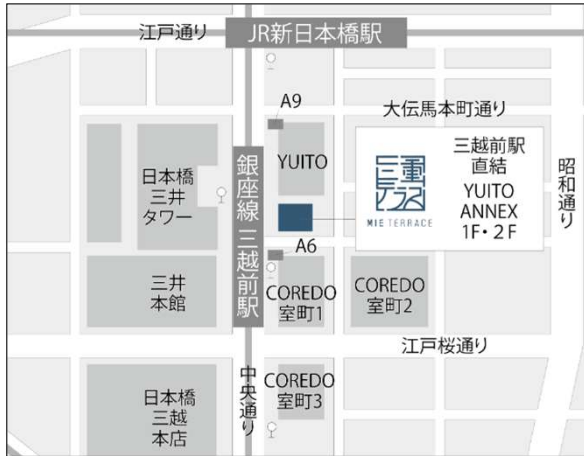 江戸通り
JR新日本橋駅
A9
大伝馬本町通り
YUITO
日本橋
三井
タワー
銀座線 三越前駅
三重テラス
MIE TERRACE
三越前駅
直結
YUITO
ANNEX
1F・2F
昭和通り
A6
三井
本館
COREDO
室町1
COREDO
室町2
江戸桜通り
日本橋
三越
本店
中央通り
COREDO
室町3